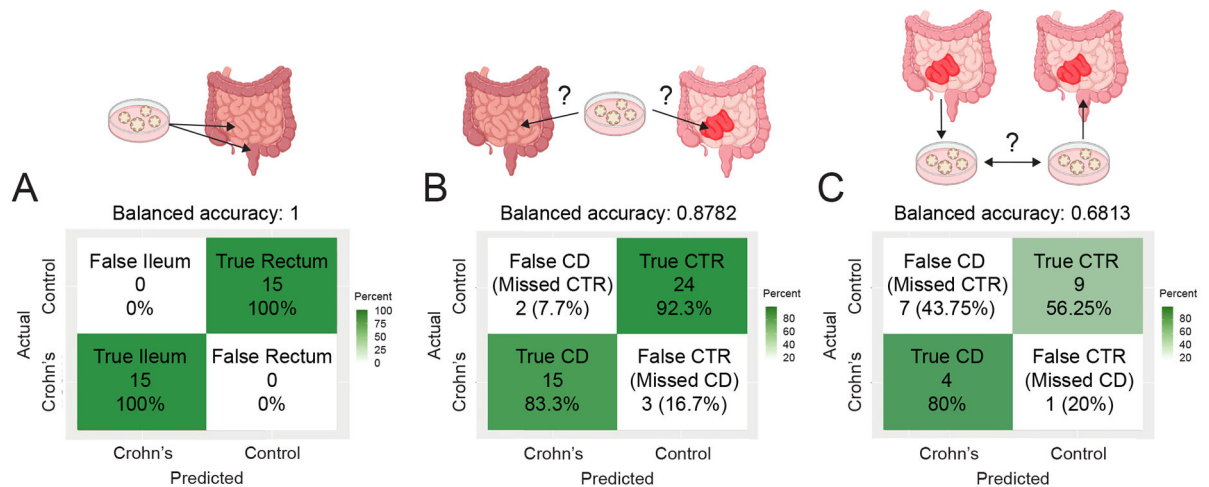 ?
?
?
A
Balanced accuracy: 1
Actual
Control
Crohn's
False Ileum
0
0%
True Rectum
15
100%
True Ileum
15
100%
False Rectum
0
0%
Crohn's
Control
Predicted
Percent
100
75
50
25
0
B
Balanced accuracy: 0.8782
Actual
Control
Crohn's
False CD
(Missed CTR)
2 (7.7%)
True CTR
24
92.3%
True CD
15
83.3%
False CTR
(Missed CD)
3 (16.7%)
Crohn's
Control
Predicted
Percent
80
60
40
20
C
Balanced accuracy: 0.6813
Actual
Control
Crohn's
False CD
(Missed CTR)
7 (43.75%)
True CTR
9
56.25%
True CD
4
80%
False CTR
(Missed CD)
1 (20%)
Crohn's
Control
Predicted
Percent
80
60
40
20